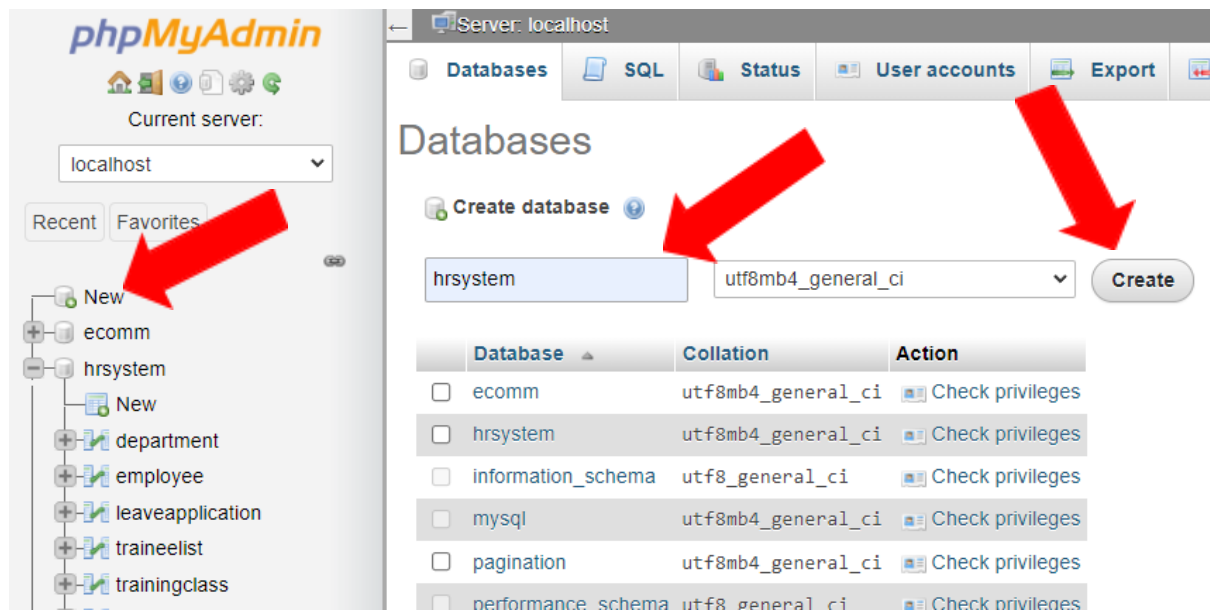 phpMyAdmin
Current server:
localhost
Recent Favorites
New
ecomm
hrsystem
New
department
employee
leaveapplication
traineelist
trainingclass
Server: localhost
Databases SQL Status User accounts Export
Databases
Create database
hrsystem utf8mb4_general_ci Create
Database Collation Action
ecomm utf8mb4_general_ci Check privileges
hrsystem utf8mb4_general_ci Check privileges
information_schema utf8_general_ci Check privileges
mysql utf8mb4_general_ci Check privileges
pagination utf8mb4_general_ci Check privileges
performance_schema utf8_general_ci Check privileges